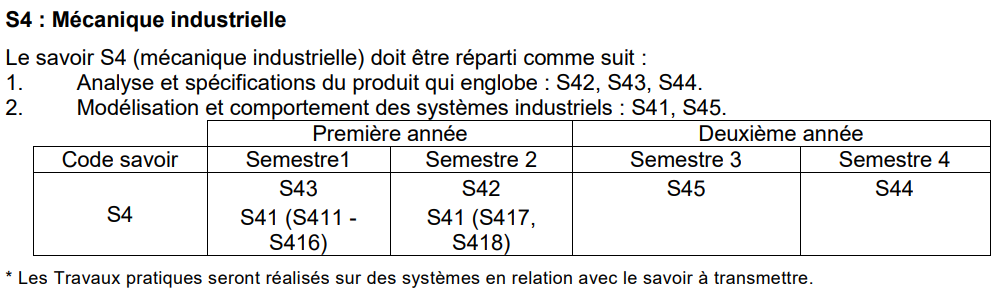 S4 : Mécanique industrielle
Le savoir S4 (mécanique industrielle) doit être réparti comme suit :
1. Analyse et spécifications du produit qui englobe : S42, S43, S44.
2. Modélisation et comportement des systèmes industriels : S41, S45.
Première année Deuxième année
Code savoir Semestre1 Semestre 2 Semestre 3 Semestre 4
S4
S43
S41 (S411 -
S416)
S42
S41 (S417,
S418)
S45
S44
* Les Travaux pratiques seront réalisés sur des systèmes en relation avec le savoir à transmettre.